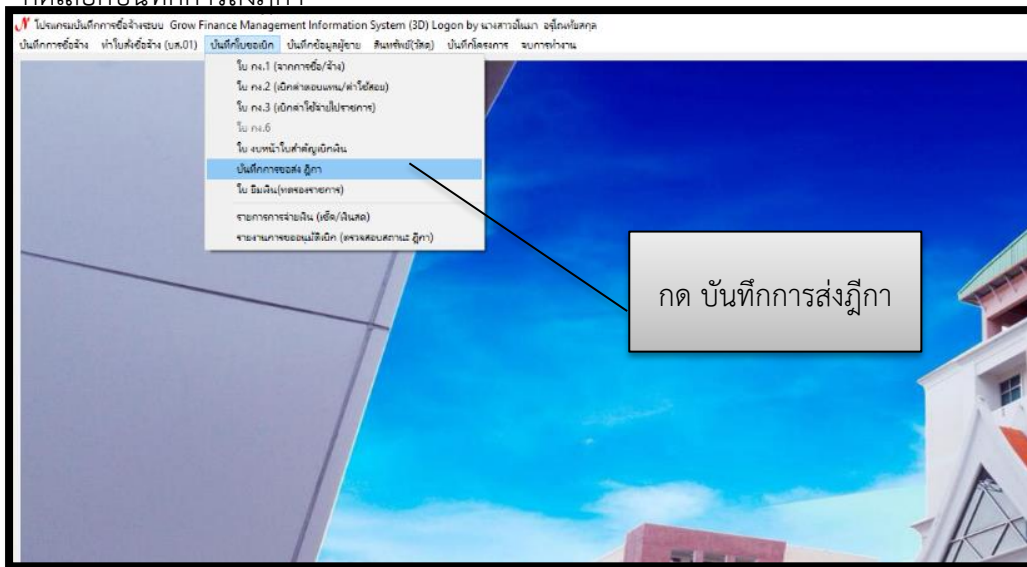 กดเลือกบันทึกการส่งฎีกา
โปรแกรมบันทึกการซื้อจ้างระบบ Grow Finance Management Information System (3D) Logon by นางสาวอโนมา
บันทึกการซื้อจ้าง ทำใบสั่งซื้อจ้าง (บส.01) บันทึกใบขอเบิก บันทึกข้อมูลผู้ขาย สินทรัพย์(วัสดุ) บันทึกโครงการ จบการทำงาน
ใบ กง.1 (จากการซื้อ/จ้าง)
ใบ กง.2 (เบิกค่าตอบแทน/ค่าใช้สอย)
ใบ กง.3 (เบิกค่าใช้จ่ายไปราชการ)
ใบ กง.6
ใบ งบหน้าใบสำคัญเบิกเงิน
บันทึกการขอส่ง ฎีกา
ใบ ยืมเงิน(ทดรองราชการ)
รายการการจ่ายเงิน (เช็ค/เงินสด)
รายงานการขออนุมัติเบิก (ตรวจสอบสถานะ ฎีกา)
กด บันทึกการส่งฎีกา